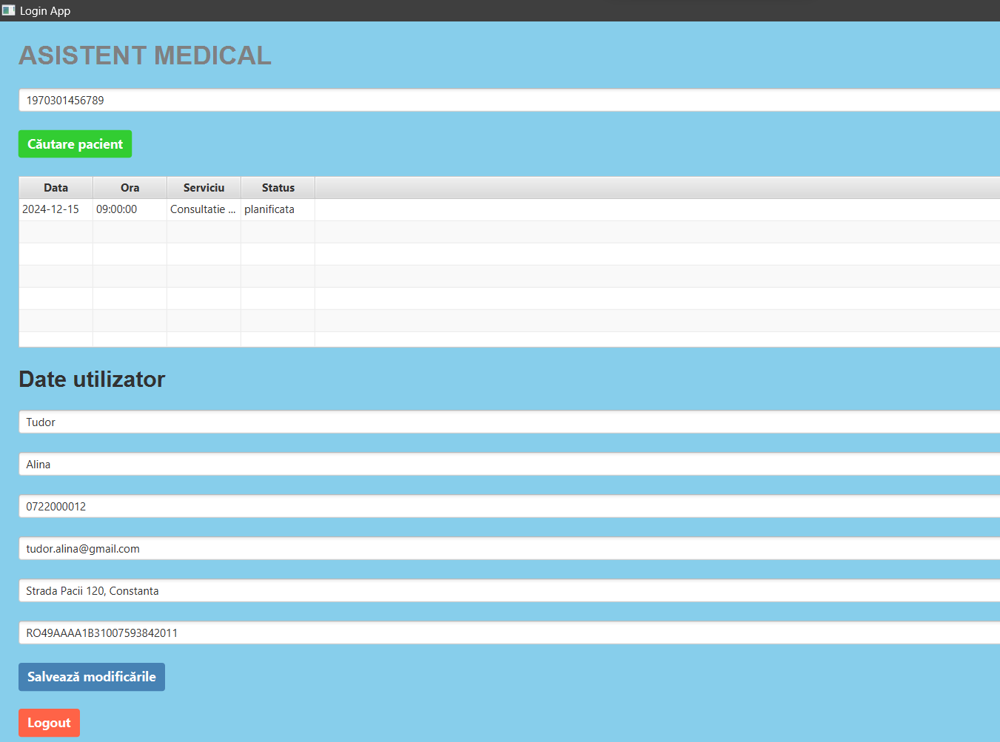 Login App
ASISTENT MEDICAL
1970301456789
Căutare pacient
Data Ora Serviciu Status
2024-12-15 09:00:00 Consultatie ... planificata
Date utilizator
Tudor
Alina
0722000012
tudor.alina@gmail.com
Strada Pacii 120, Constanta
RO49AAAA1B31007593842011
Salvează modificările
Logout